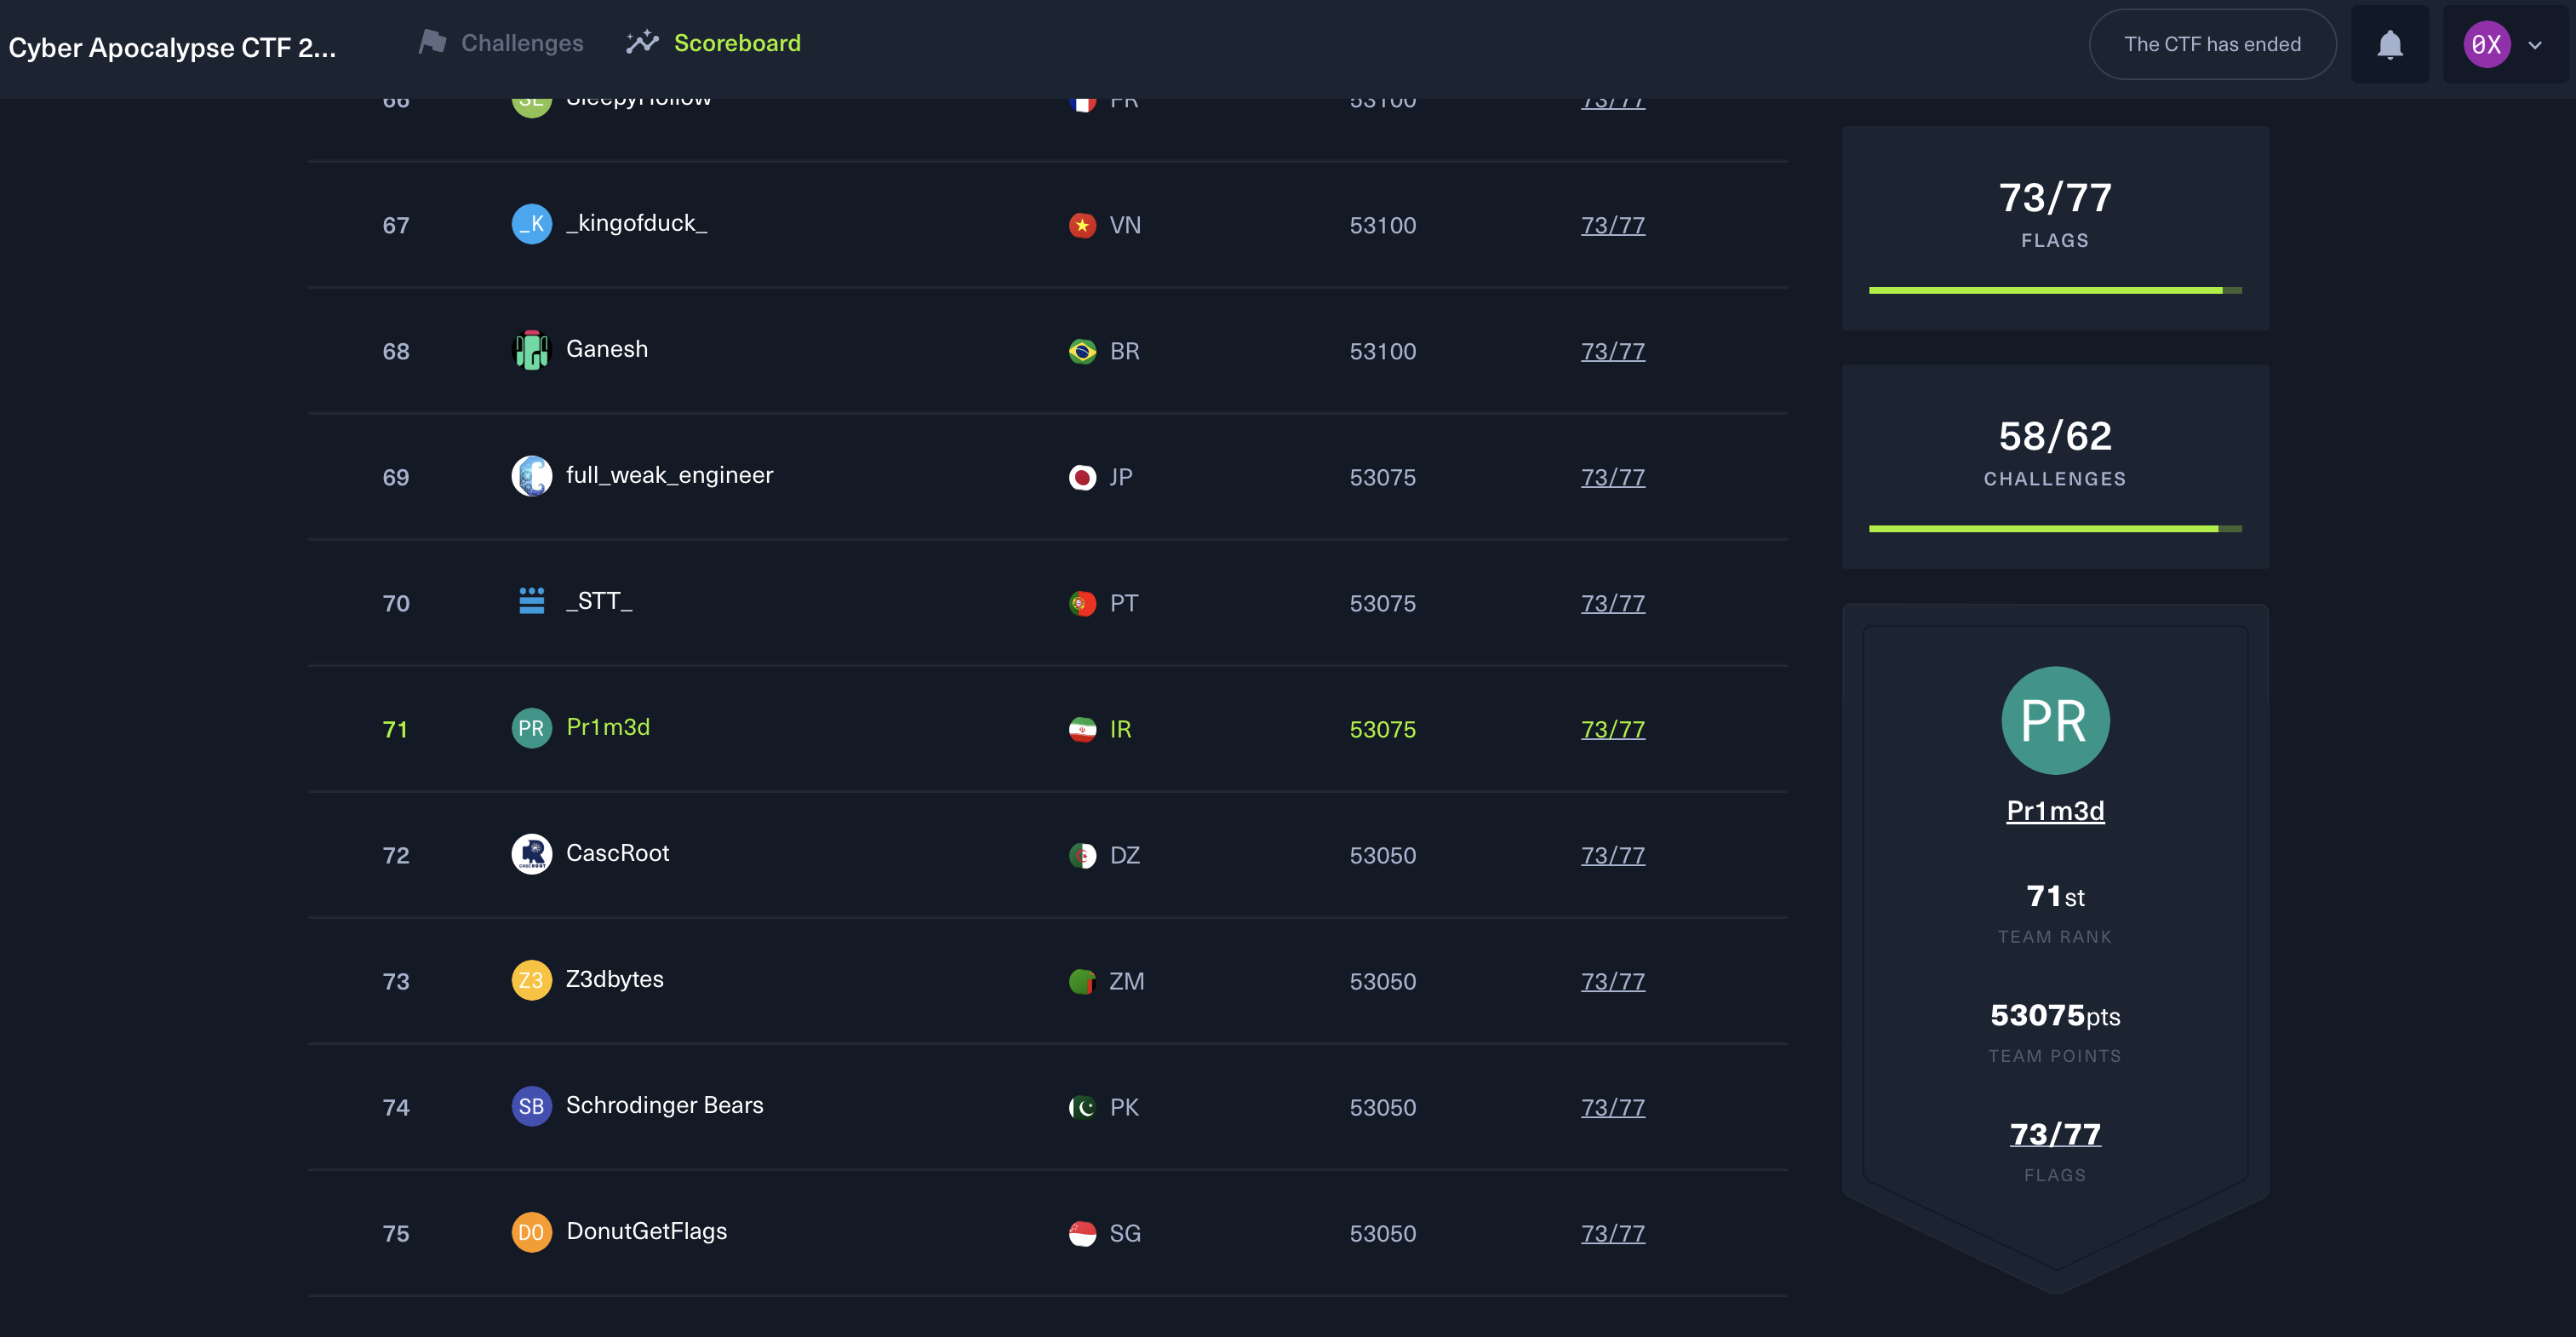 Cyber Apocalypse CTF 2... Challenges Scoreboard The CTF has ended 0X
66 SL SleepyHollow FR 53100 73/77
67 _K _kingofduck_ VN 53100 73/77
68 Ganesh BR 53100 73/77
69 full_weak_engineer JP 53075 73/77
70 _STT_ PT 53075 73/77
71 PR Pr1m3d IR 53075 73/77
72 CASCROOT CascRoot DZ 53050 73/77
73 Z3 Z3dbytes ZM 53050 73/77
74 SB Schrodinger Bears PK 53050 73/77
75 DO DonutGetFlags SG 53050 73/77
73/77
FLAGS
58/62
CHALLENGES
PR
Pr1m3d
71st
TEAM RANK
53075pts
TEAM POINTS
73/77
FLAGS